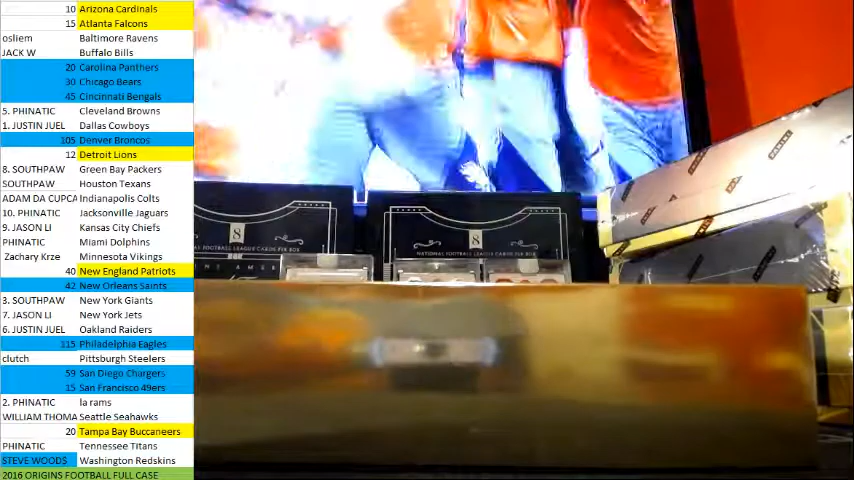 10 Arizona Cardinals
15 Atlanta Falcons
osliem Baltimore Ravens
JACK W Buffalo Bills
20 Carolina Panthers
30 Chicago Bears
45 Cincinnati Bengals
5. PHINATIC Cleveland Browns
1. JUSTIN JUEL Dallas Cowboys
105 Denver Broncos
12 Detroit Lions
8. SOUTHPAW Green Bay Packers
SOUTHPAW Houston Texans
ADAM DA CUPCA Indianapolis Colts
10. PHINATIC Jacksonville Jaguars
9. JASON LI Kansas City Chiefs
PHINATIC Miami Dolphins
Zachary Krze Minnesota Vikings
40 New England Patriots
42 New Orleans Saints
3. SOUTHPAW New York Giants
7. JASON LI New York Jets
6. JUSTIN JUEL Oakland Raiders
115 Philadelphia Eagles
clutch Pittsburgh Steelers
59 San Diego Chargers
15 San Francisco 49ers
2. PHINATIC la rams
WILLIAM THOMA Seattle Seahawks
20 Tampa Bay Buccaneers
PHINATIC Tennessee Titans
STEVE WOODS Washington Redskins
2016 ORIGINS FOOTBALL FULL CASE
8
FOOTBALL LEAGUE CARDS PER BOX
8
NATIONAL FOOTBALL LEAGUE CARDS PER BOX
PANINI
PANINI